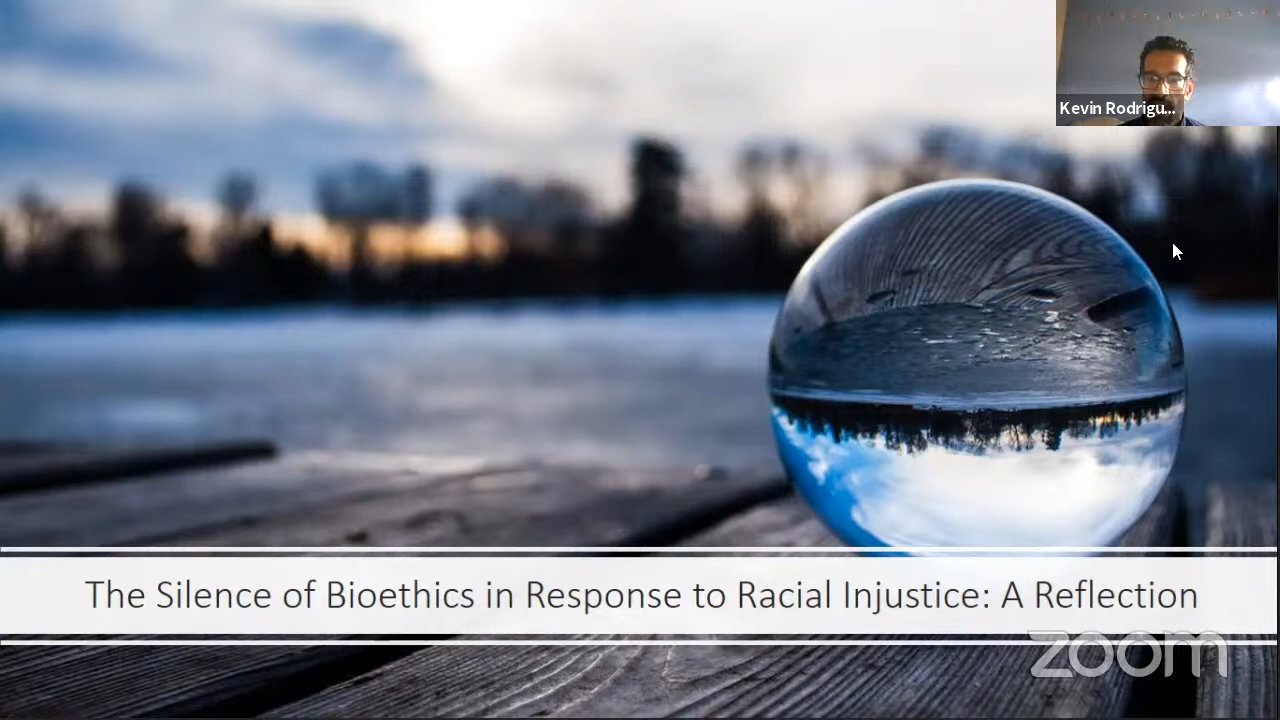 Kevin Rodrigu...
The Silence of Bioethics in Response to Racial Injustice: A Reflection
zoom